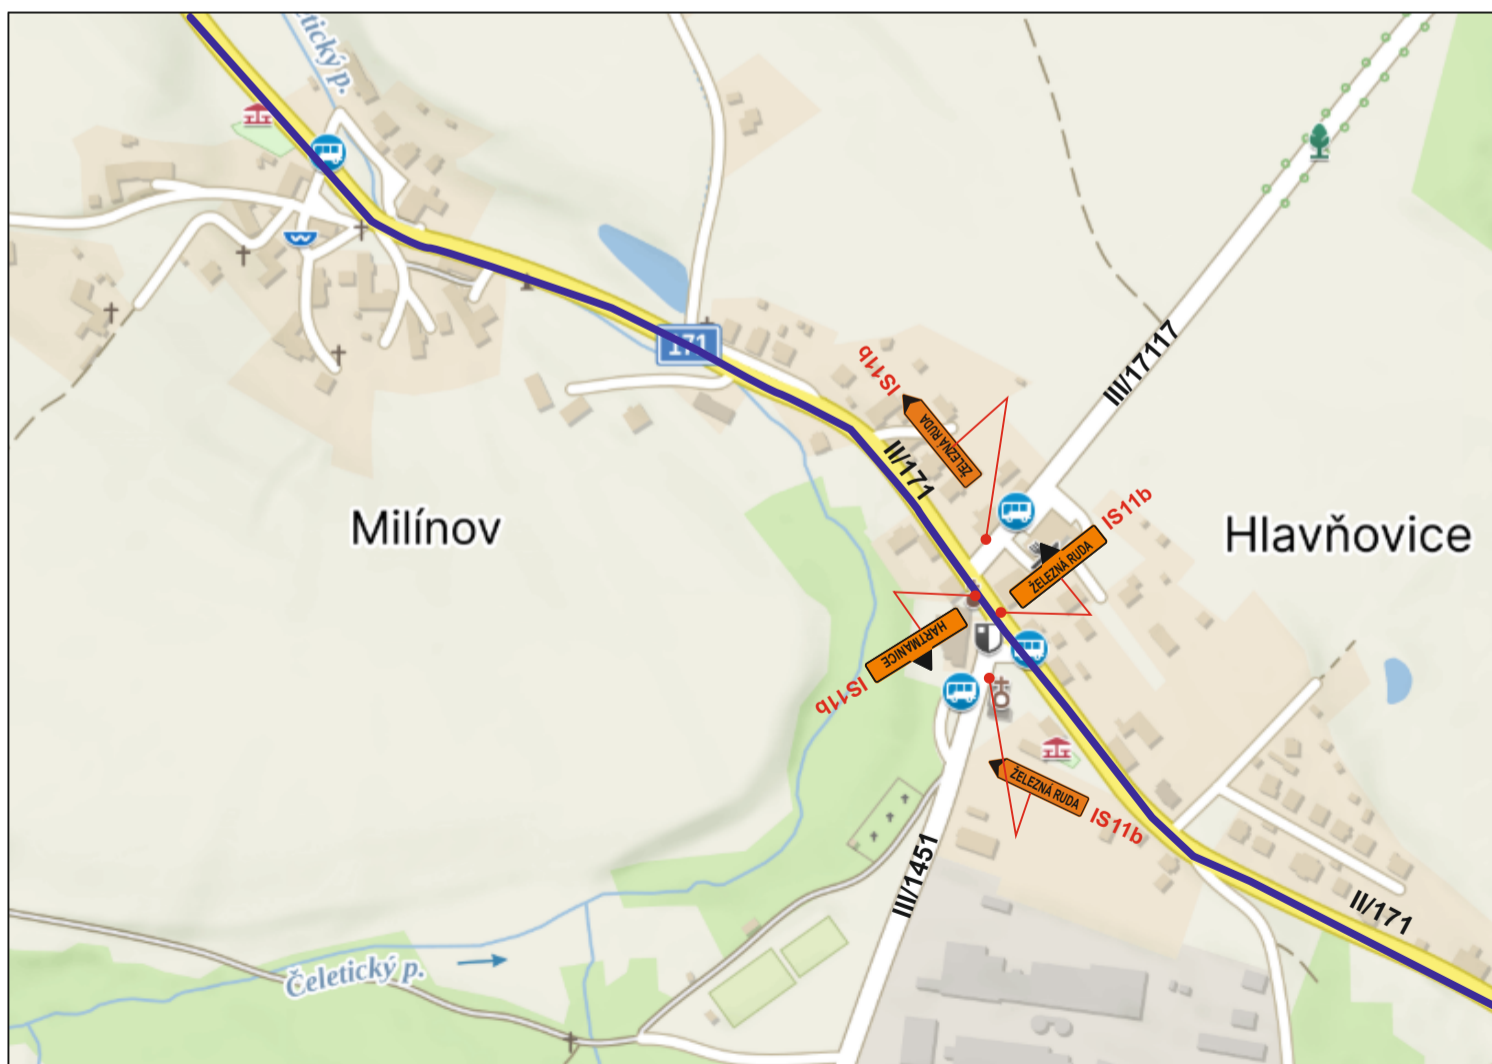 etický p.
171
IS11b
ŽELEZNÁ RUDA
II/171
III/17117
Milínov
IS11b
ŽELEZNÁ RUDA
Hlavňovice
HARTMANICE
IS11b
ŽELEZNÁ RUDA
IS11b
III/1451
II/171
Čeletický p.